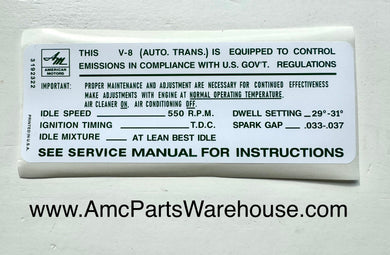 AM
AMERICAN
MOTORS
3192322
THIS V-8 (AUTO. TRANS.) IS EQUIPPED TO CONTROL
EMISSIONS IN COMPLIANCE WITH U.S. GOV'T. REGULATIONS
IMPORTANT: PROPER MAINTENANCE AND ADJUSTMENT ARE NECESSARY FOR CONTINUED EFFECTIVENESS
MAKE ADJUSTMENTS WITH ENGINE AT NORMAL OPERATING TEMPERATURE.
AIR CLEANER ON. AIR CONDITIONING OFF.
IDLE SPEED 550 R.P.M. DWELL SETTING 29°-31°
IGNITION TIMING T.D.C. SPARK GAP .033-.037
IDLE MIXTURE AT LEAN BEST IDLE
PRINTED IN U.S.A.
SEE SERVICE MANUAL FOR INSTRUCTIONS
www.AmcPartsWarehouse.com